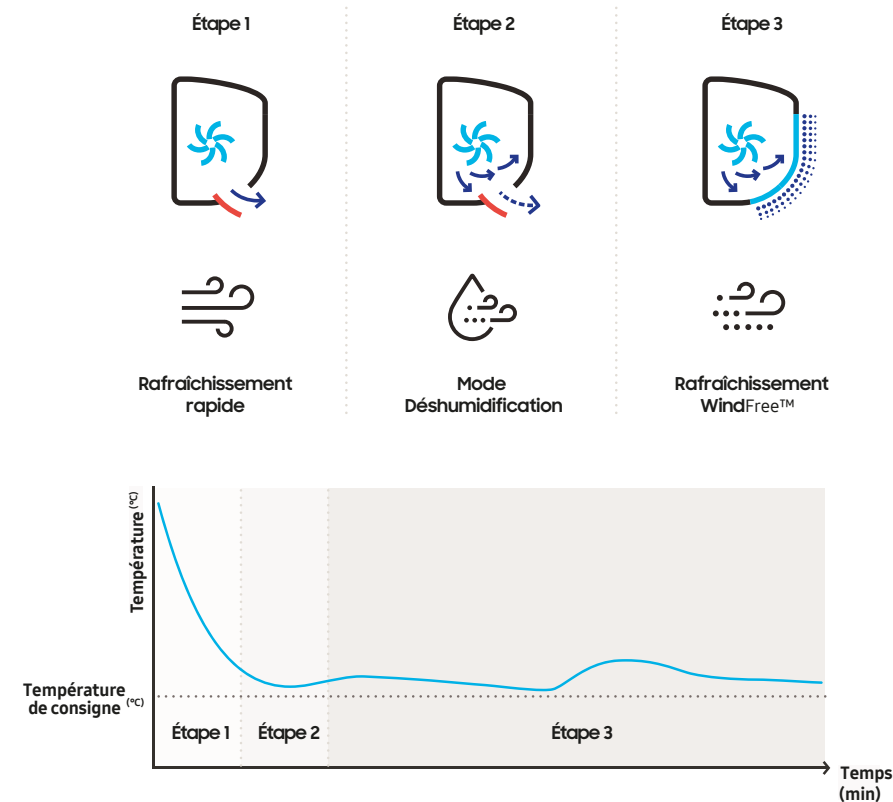 Étape 1
Étape 2
Étape 3
Rafraîchissement
rapide
Mode
Déshumidification
Rafraîchissement
WindFree™
Température (°C)
Température
de consigne (°C)
Étape 1
Étape 2
Étape 3
Temps
(min)